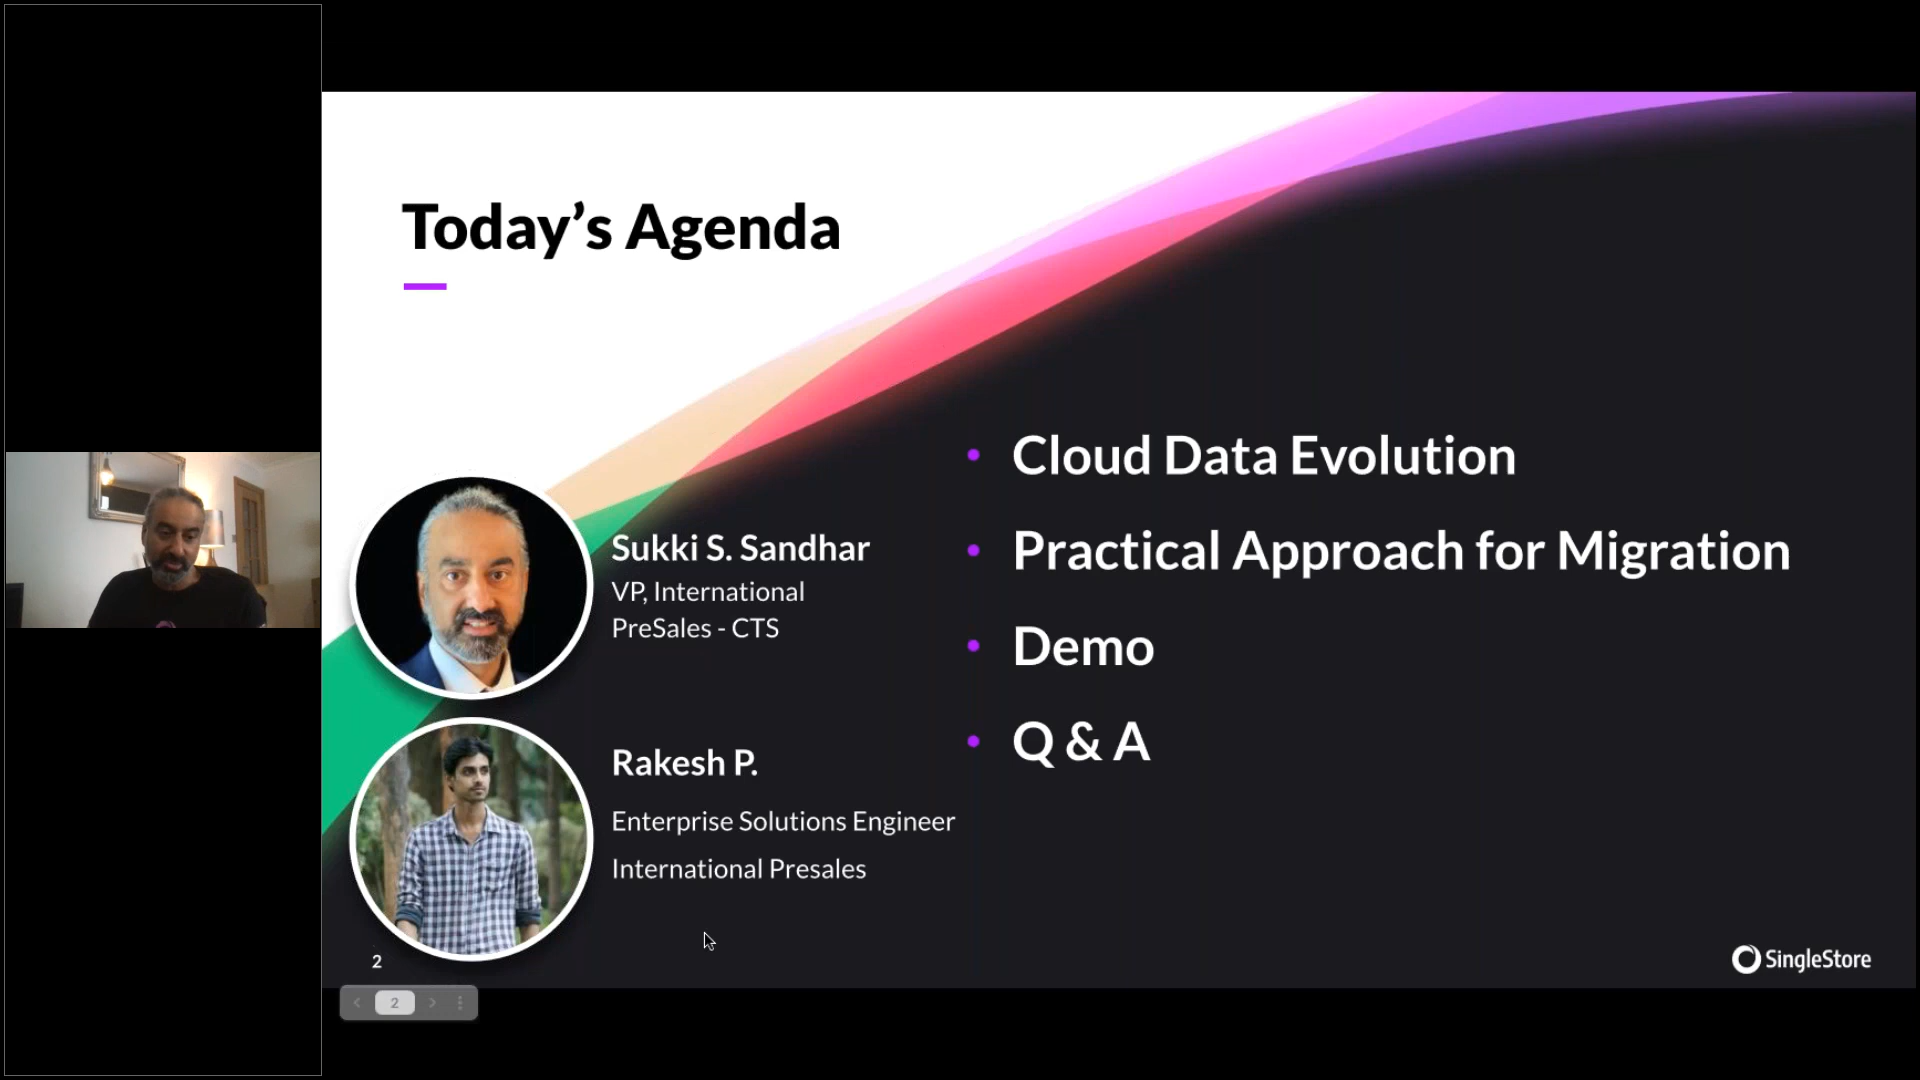 Today’s Agenda
Sukki S. Sandhar
VP, International
PreSales - CTS
Rakesh P.
Enterprise Solutions Engineer
International Presales
• Cloud Data Evolution
• Practical Approach for Migration
• Demo
• Q & A
2
SingleStore
2